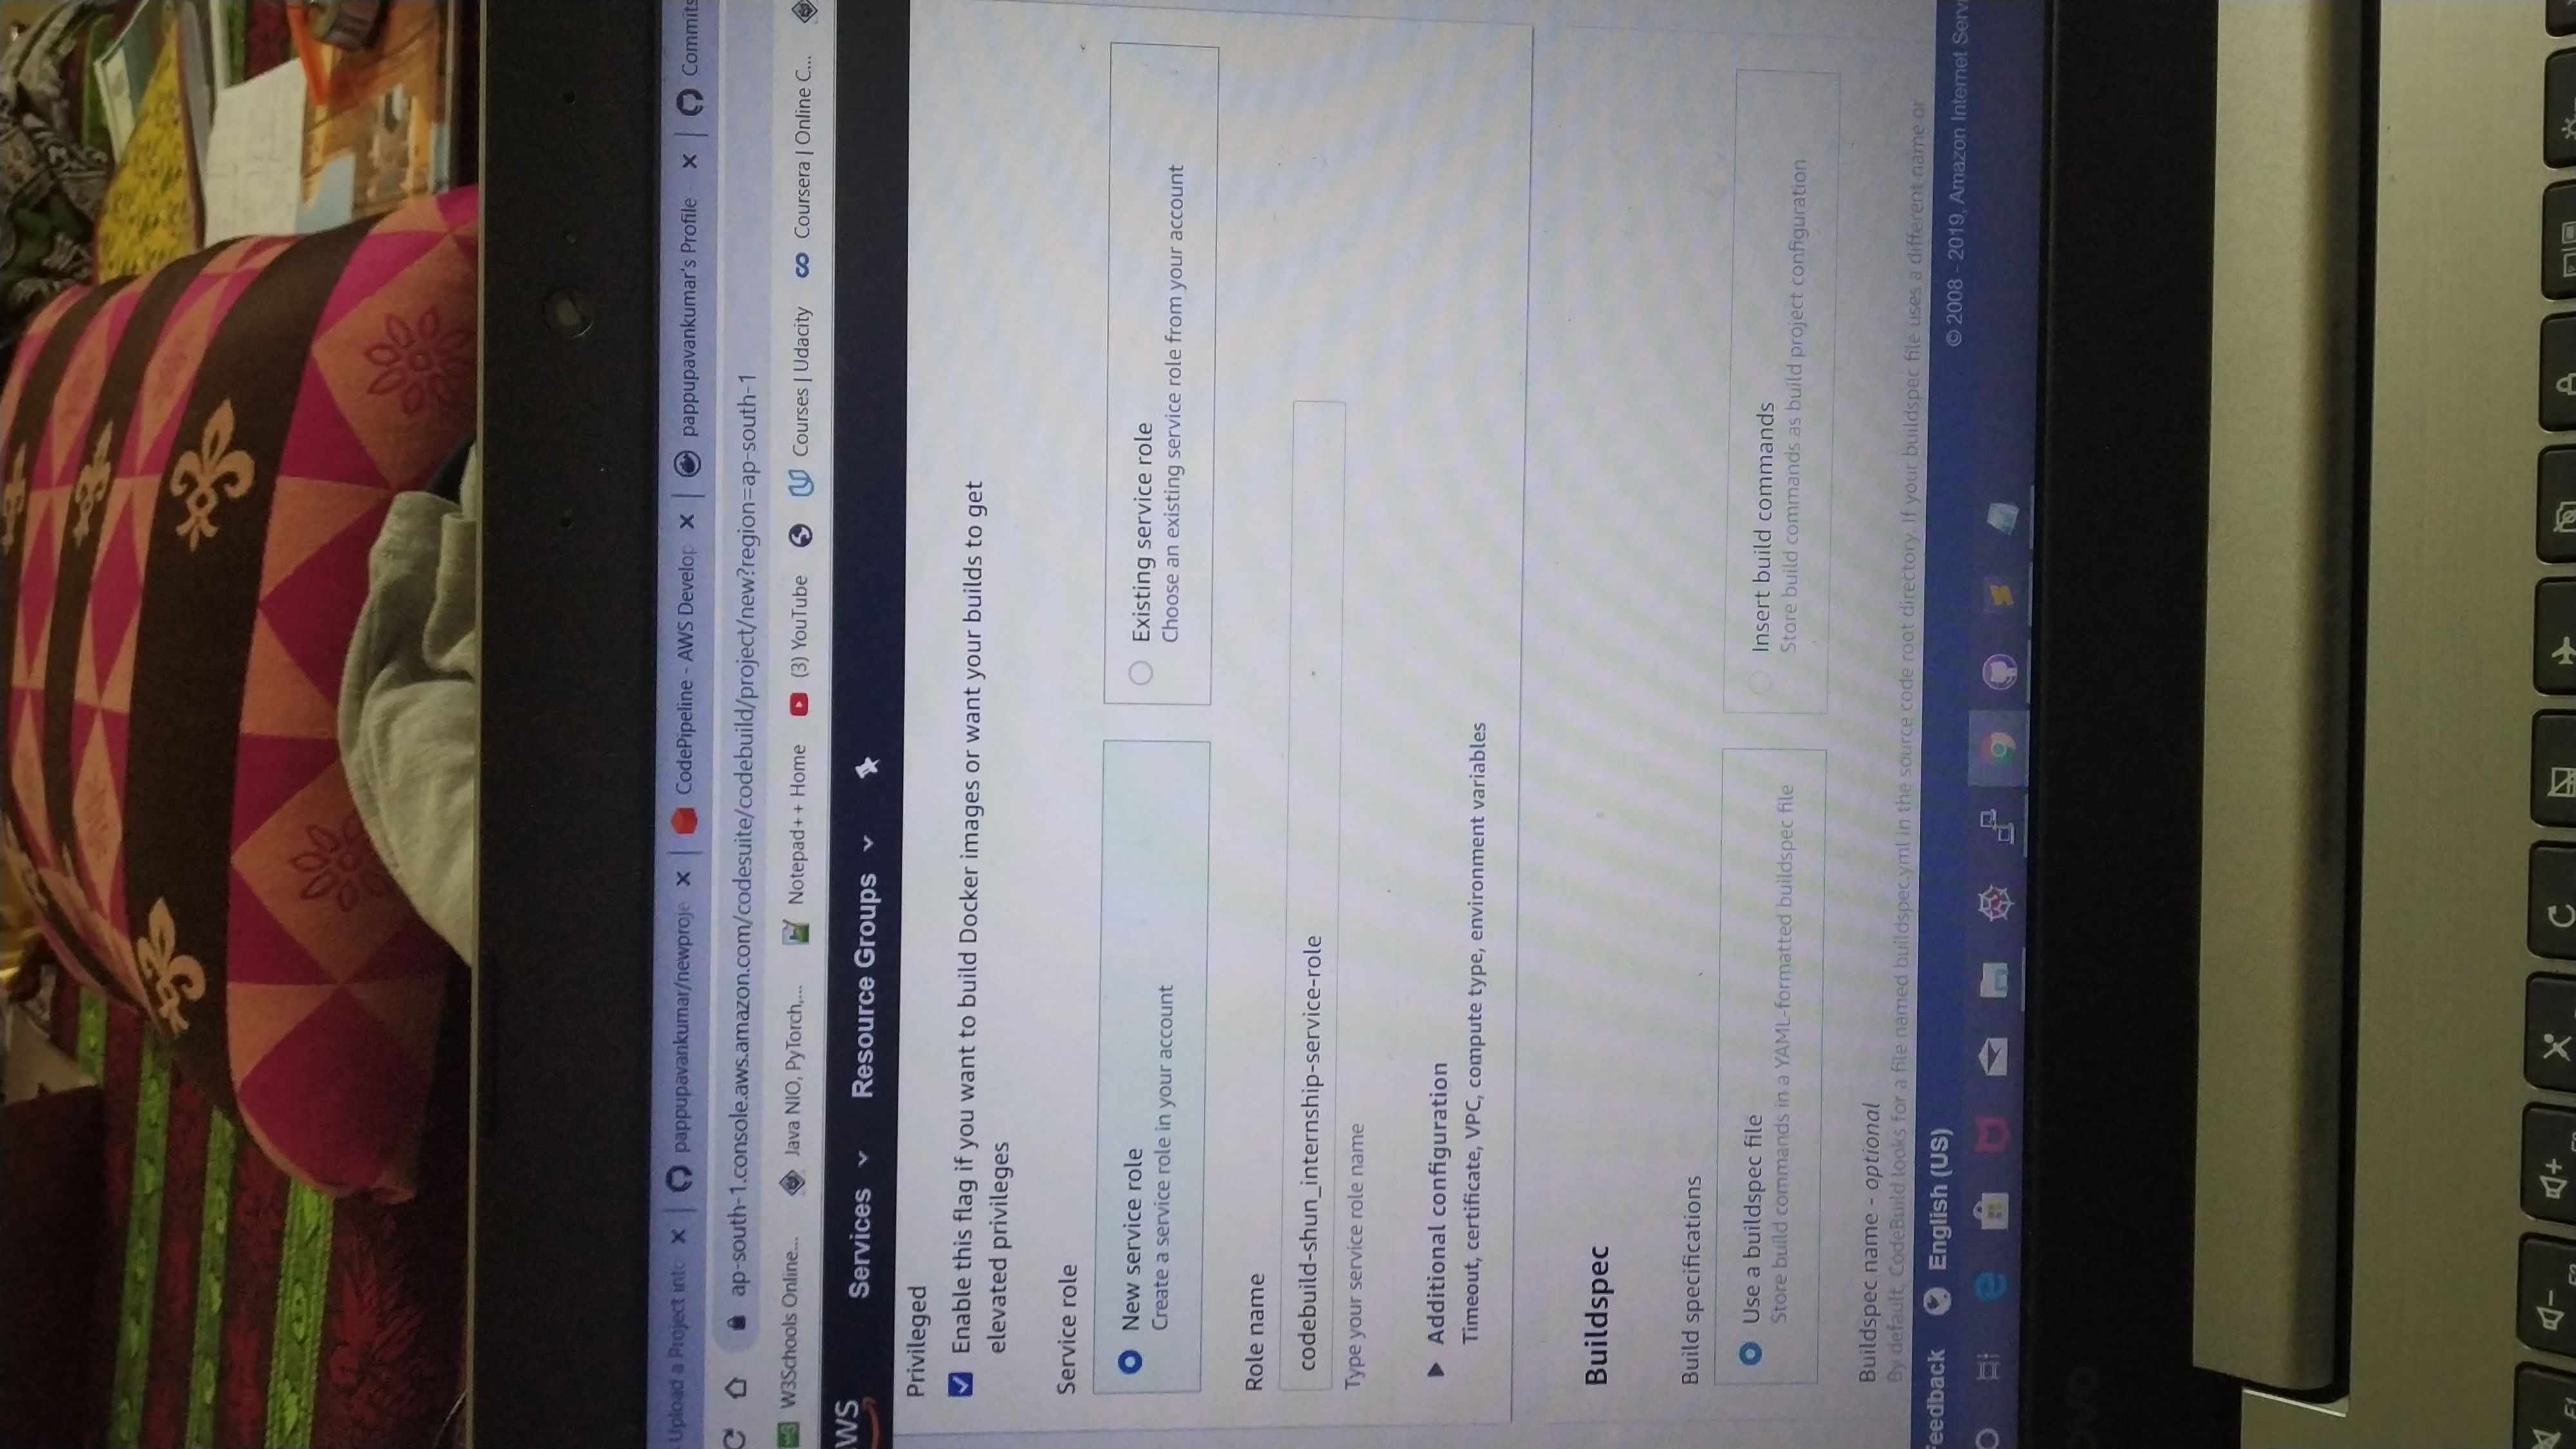 Upload a Project into
pappupavankumar/newproje
CodePipeline - AWS Develop
pappupavankumar's Profile
Commits
ap-south-1.console.aws.amazon.com/codesuite/codebuild/project/new?region=ap-south-1
W3Schools Online...
Java NIO, PyTorch,...
Notepad++ Home
(3) YouTube
Courses | Udacity
Coursera | Online C...
Services
Resource Groups
Privileged
Enable this flag if you want to build Docker images or want your builds to get
elevated privileges
Service role
New service role
Create a service role in your account
Existing service role
Choose an existing service role from your account
Role name
codebuild-shun_internship-service-role
Type your service role name
Additional configuration
Timeout, certificate, VPC, compute type, environment variables
Buildspec
Build specifications
Use a buildspec file
Store build commands in a YAML-formatted buildspec file
Insert build commands
Store build commands as build project configuration
Buildspec name - optional
By default, CodeBuild looks for a file named buildspec.yml in the source code root directory. If your buildspec file uses a different name or
Feedback
English (US)
© 2008 - 2019, Amazon Internet Serv
F1